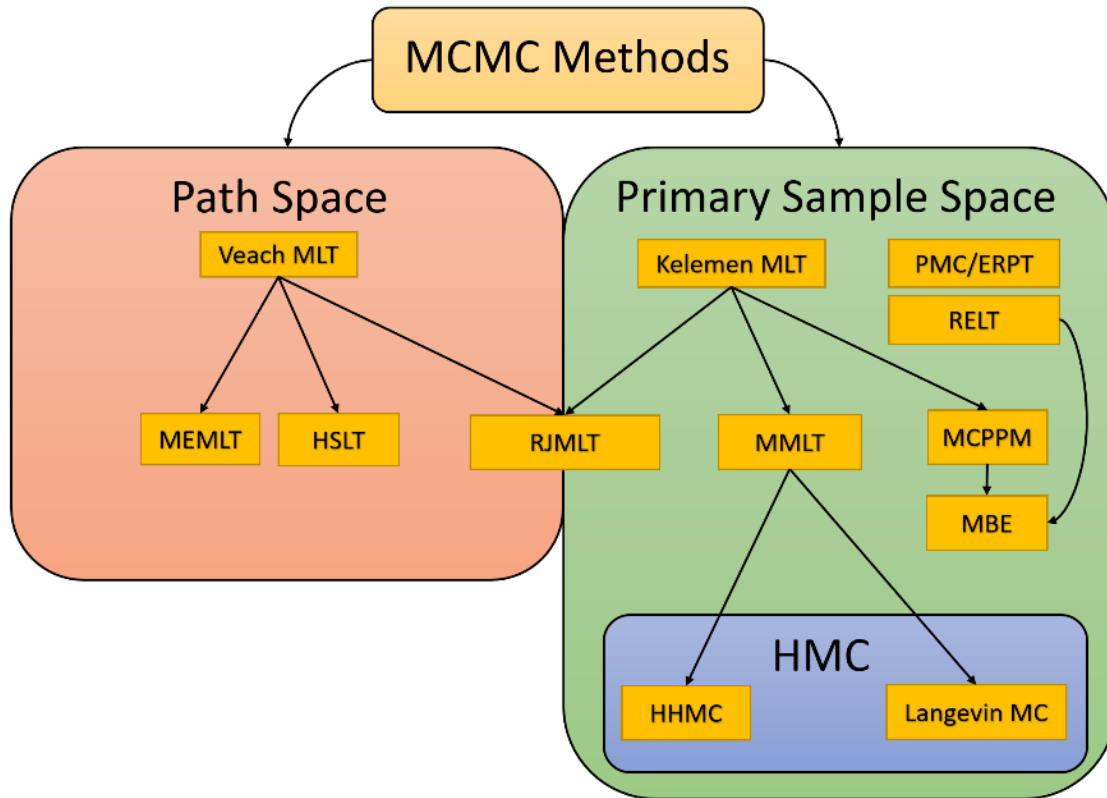 MCMC Methods
Path Space
Primary Sample Space
Veach MLT
Kelemen MLT
PMC/ERPT
RELT
MEMLT
HSLT
RJMLT
MMLT
MCPPM
MBE
HMC
HHMC
Langevin MC